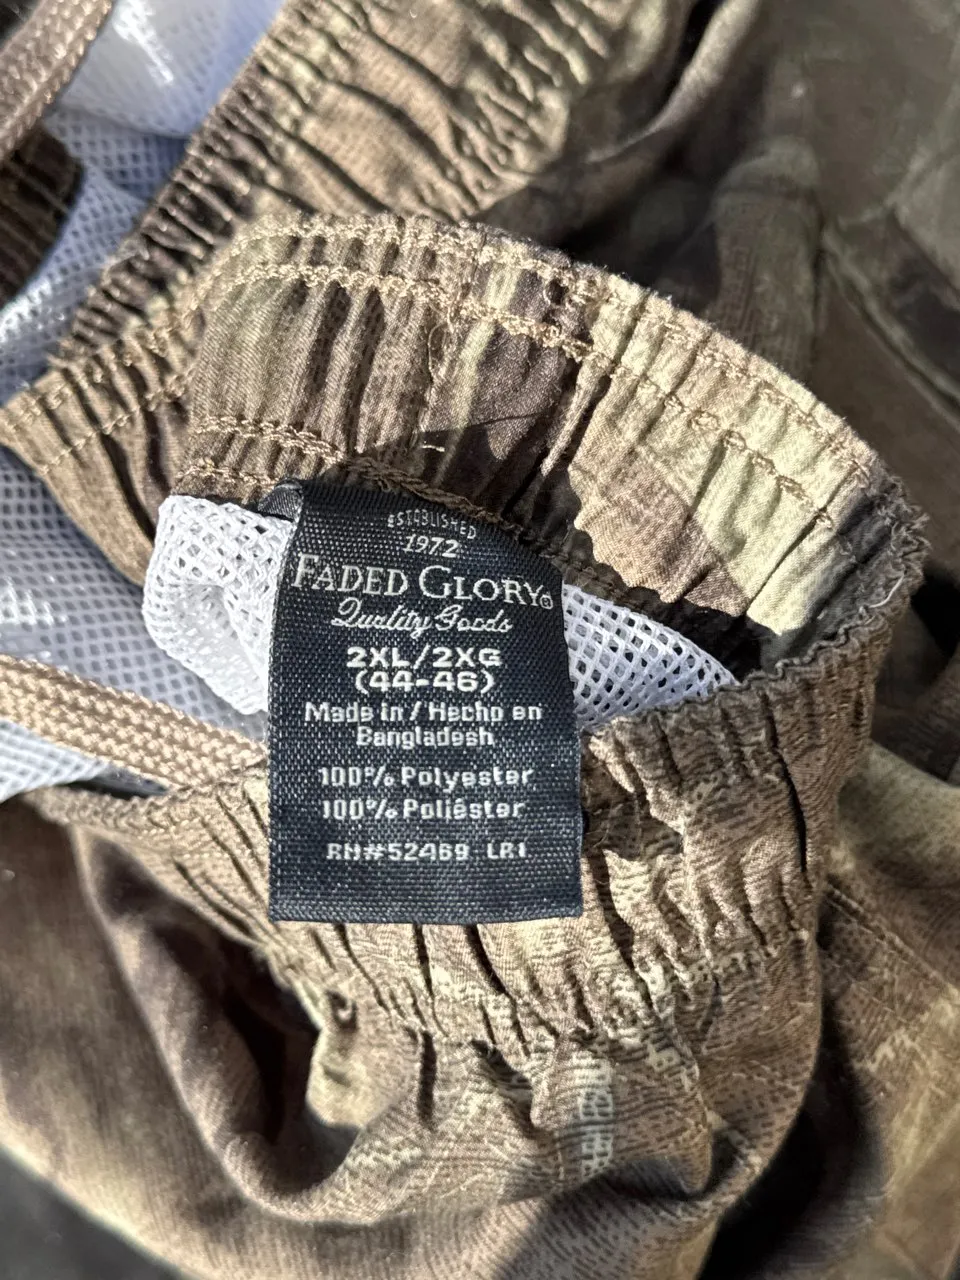 ESTABLISHED
1972
FADED GLORY®
Quality Goods
2XL/2XG
(44-46)
Made in / Hecho en
Bangladesh
100% Polyester
100% Poliéster
RN#52469 LR1